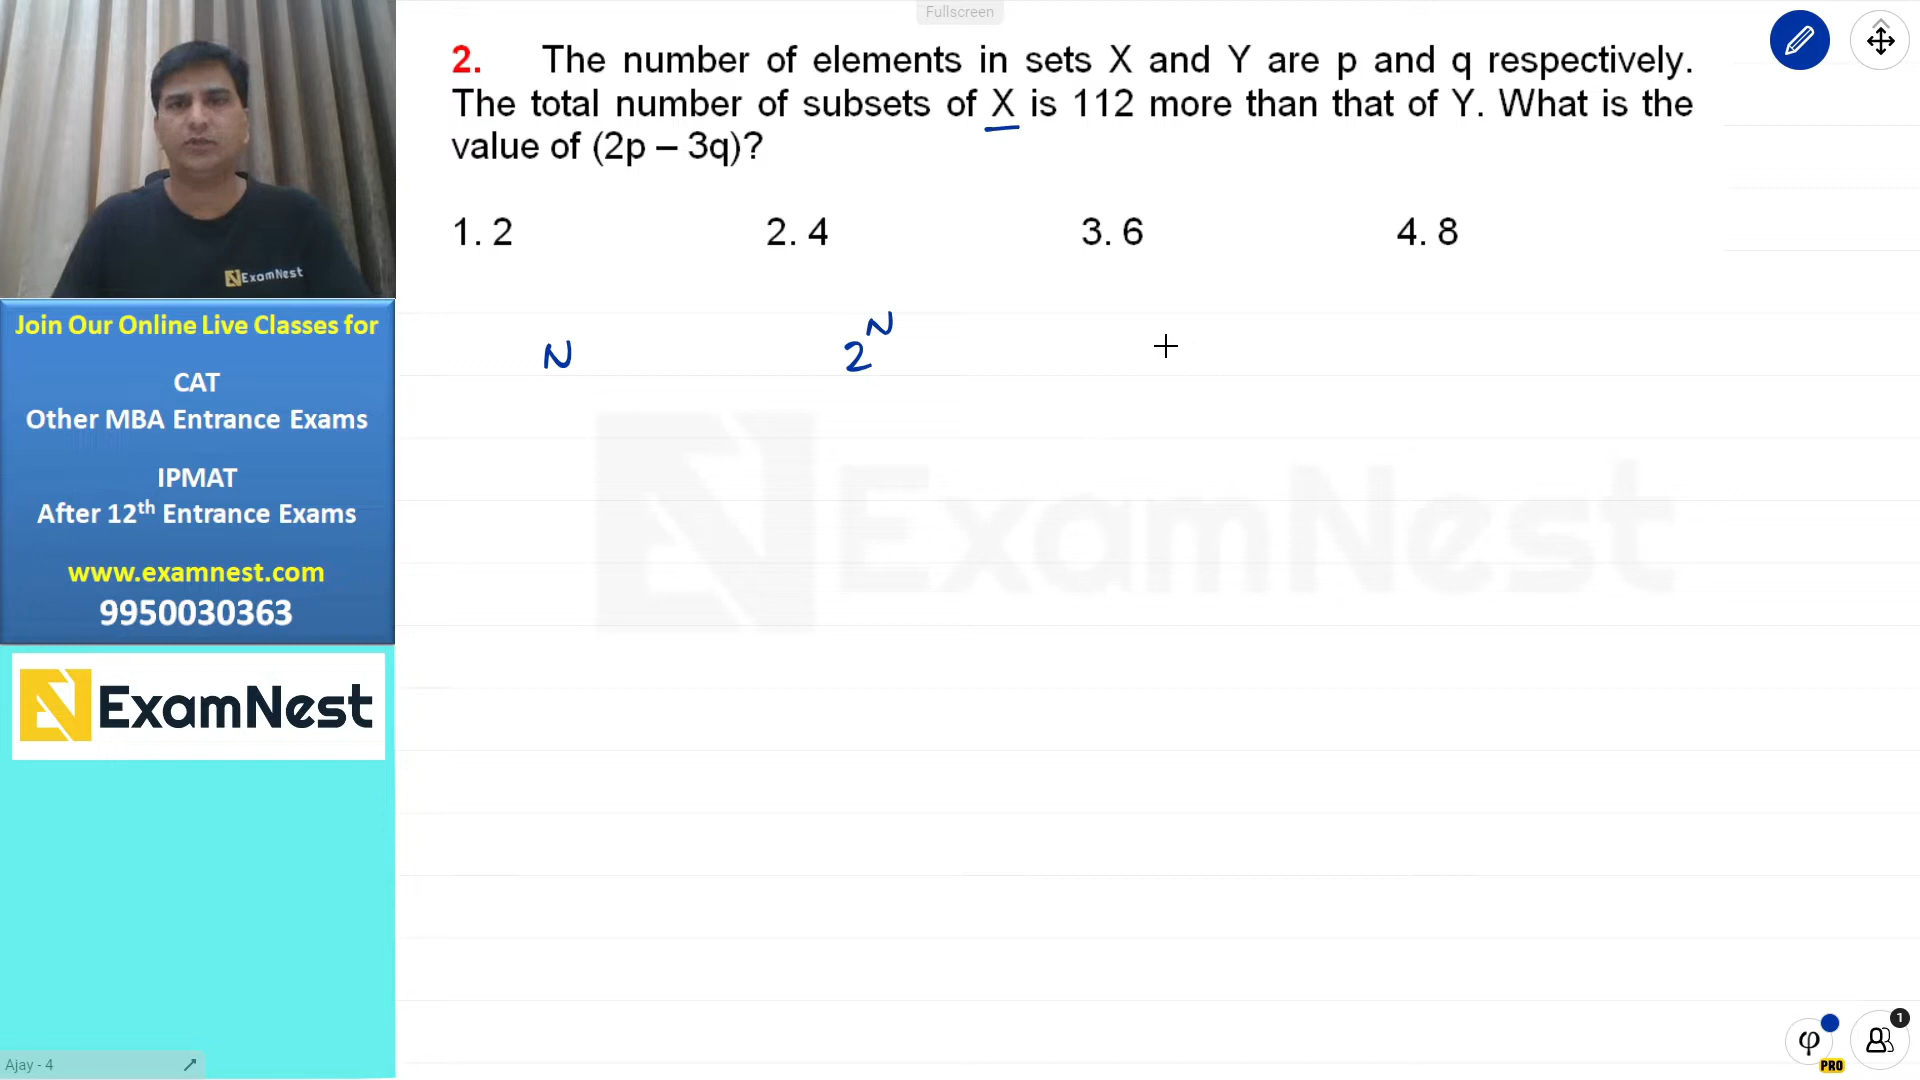 Fullscreen
2. The number of elements in sets X and Y are p and q respectively.
The total number of subsets of X is 112 more than that of Y. What is the
value of (2p – 3q)?
1. 2 2. 4 3. 6 4. 8
N 2^N
ExamNest
ExamNest
Join Our Online Live Classes for
CAT
Other MBA Entrance Exams
IPMAT
After 12th Entrance Exams
www.examnest.com
9950030363
ExamNest
Ajay - 4
φ
PRO
1